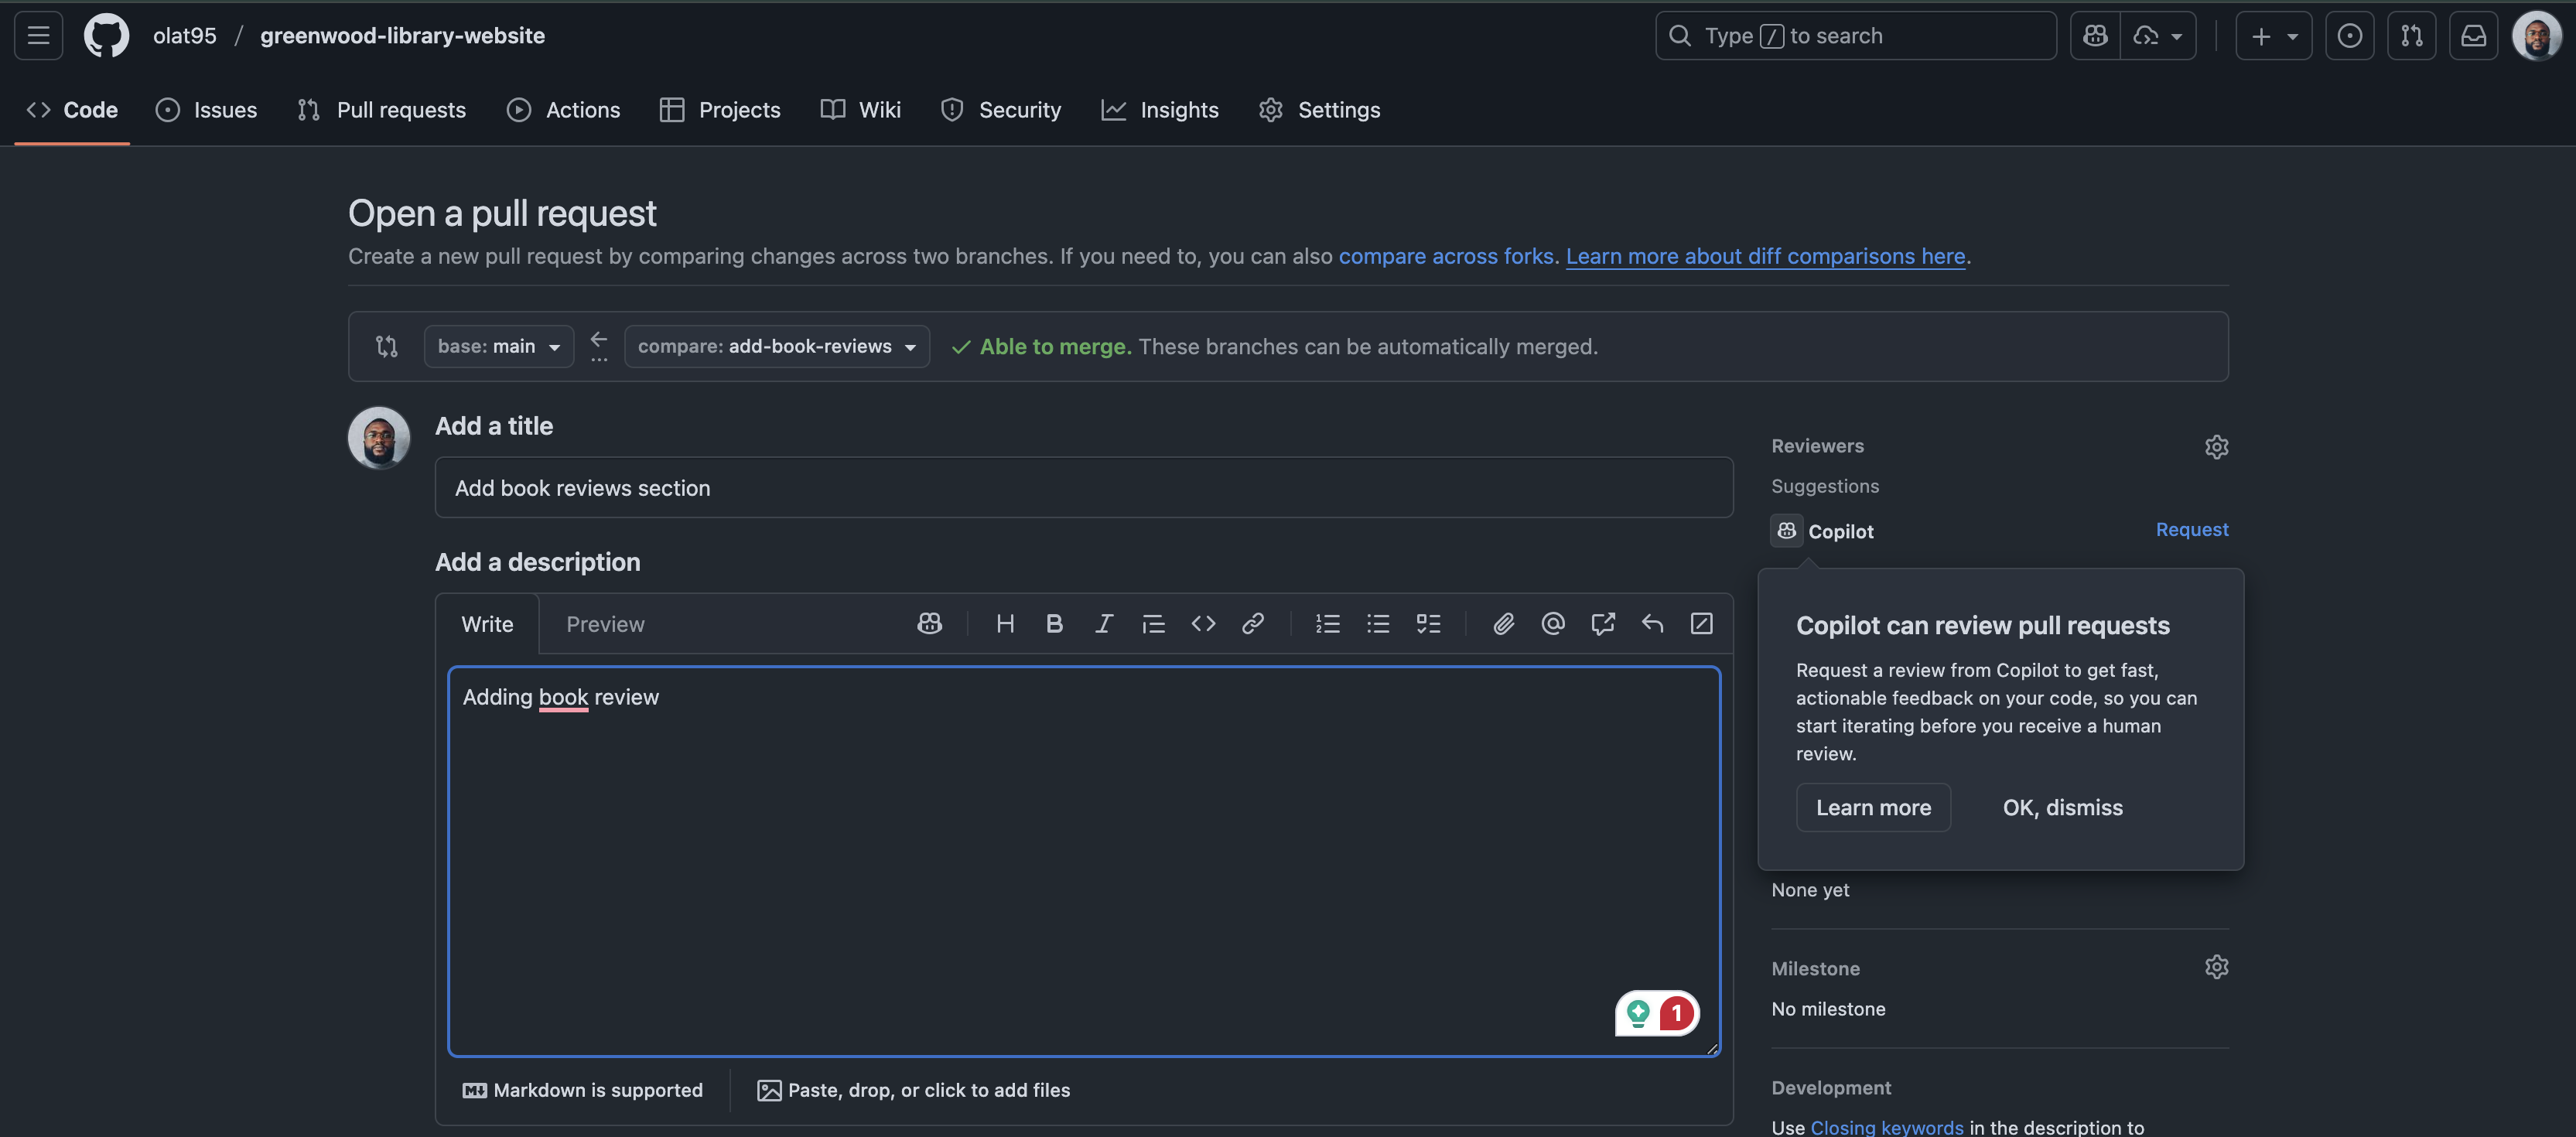 olat95 / greenwood-library-website
Type / to search
Code
Issues
Pull requests
Actions
Projects
Wiki
Security
Insights
Settings
Open a pull request
Create a new pull request by comparing changes across two branches. If you need to, you can also compare across forks. Learn more about diff comparisons here.
base: main
compare: add-book-reviews
Able to merge. These branches can be automatically merged.
Add a title
Add book reviews section
Add a description
Write
Preview
H B I
Adding book review
1
Markdown is supported
Paste, drop, or click to add files
Reviewers
Suggestions
Copilot
Request
Copilot can review pull requests
Request a review from Copilot to get fast,
actionable feedback on your code, so you can
start iterating before you receive a human
review.
Learn more
OK, dismiss
None yet
Milestone
No milestone
Development
Use Closing keywords in the description to